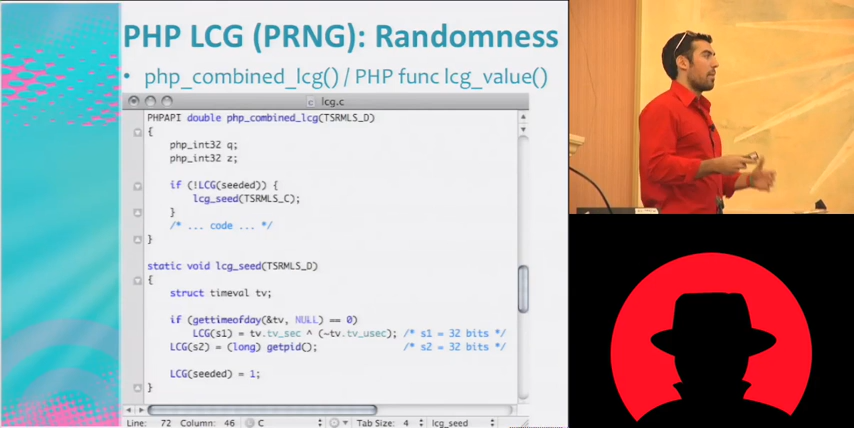 PHP LCG (PRNG): Randomness
• php_combined_lcg() / PHP func lcg_value()
lcg.c
PHPAPI double php_combined_lcg(TSRMLS_D)
{
php_int32 q;
php_int32 z;
if (!LCG(seeded)) {
lcg_seed(TSRMLS_C);
}
/* ... code ... */
}
static void lcg_seed(TSRMLS_D)
{
struct timeval tv;
if (gettimeofday(&tv, NULL) == 0)
LCG(s1) = tv.tv_sec ^ (~tv.tv_usec); /* s1 = 32 bits */
LCG(s2) = (long) getpid(); /* s2 = 32 bits */
LCG(seeded) = 1;
}
Line: 72 Column: 46 C Tab Size: 4 lcg_seed